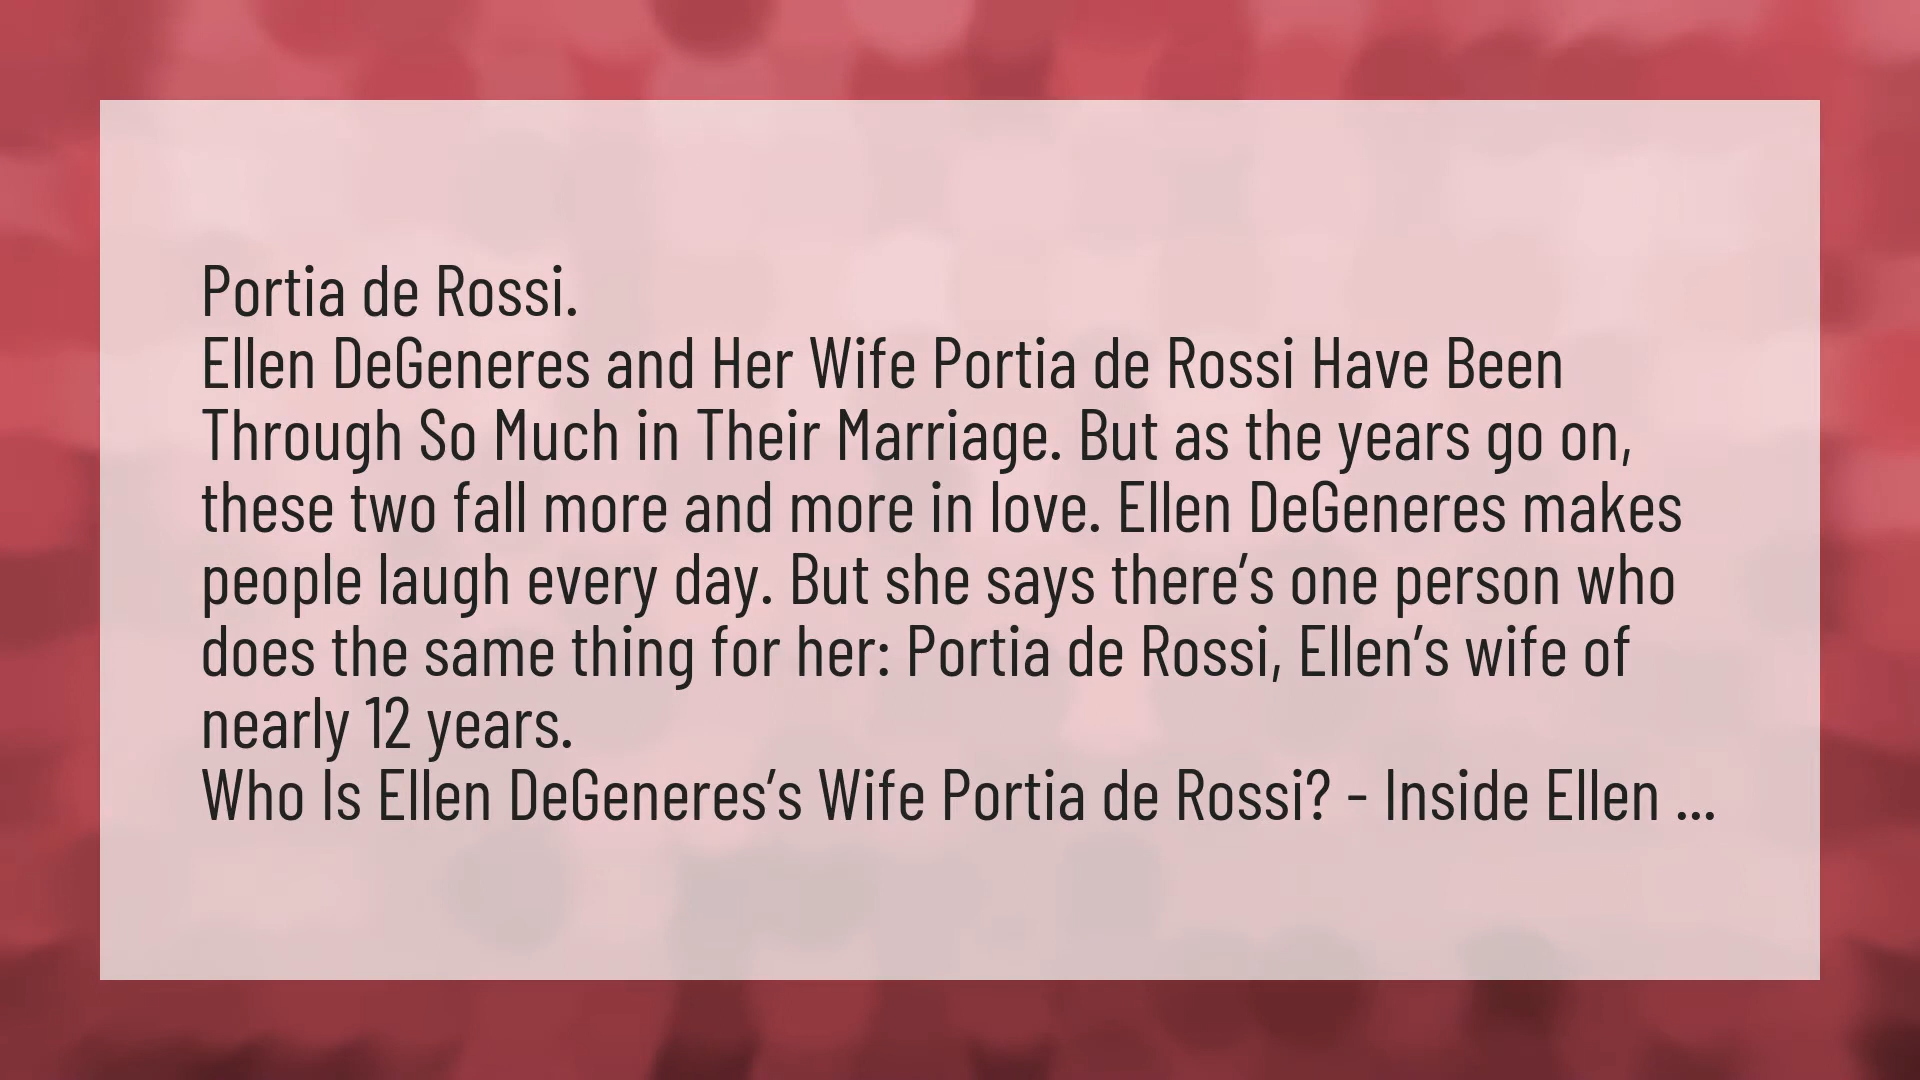 Portia de Rossi.
Ellen DeGeneres and Her Wife Portia de Rossi Have Been
Through So Much in Their Marriage. But as the years go on,
these two fall more and more in love. Ellen DeGeneres makes
people laugh every day. But she says there’s one person who
does the same thing for her: Portia de Rossi, Ellen’s wife of
nearly 12 years.
Who Is Ellen DeGeneres’s Wife Portia de Rossi? - Inside Ellen ...